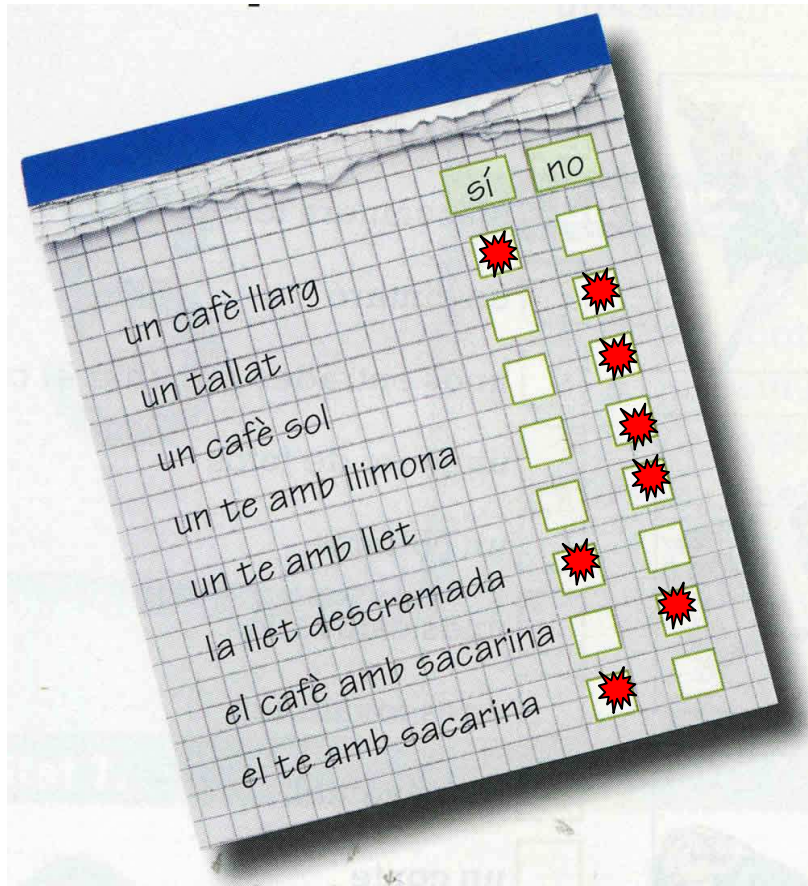 sí no
un cafè llarg
un tallat
un cafè sol
un te amb llimona
un te amb llet
la llet descremada
el cafè amb sacarina
el te amb sacarina